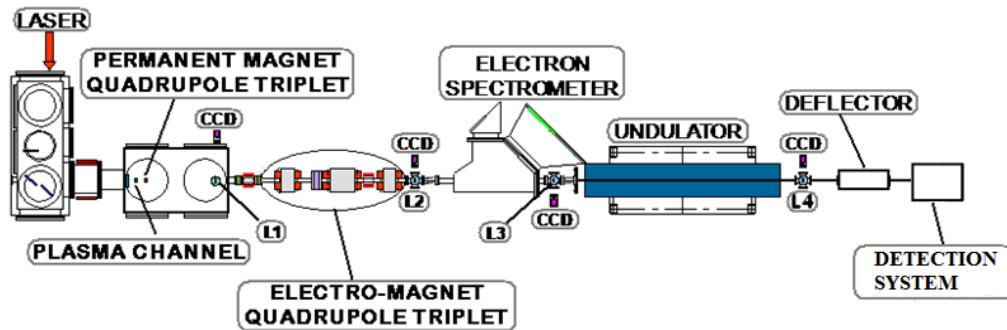 LASER
PERMANENT MAGNET
QUADRUPOLE TRIPLET
CCD
ELECTRON
SPECTROMETER
CCD
UNDULATOR
DEFLECTOR
CCD
L1
L2
L3
CCD
L4
PLASMA CHANNEL
ELECTRO-MAGNET
QUADRUPOLE TRIPLET
DETECTION
SYSTEM